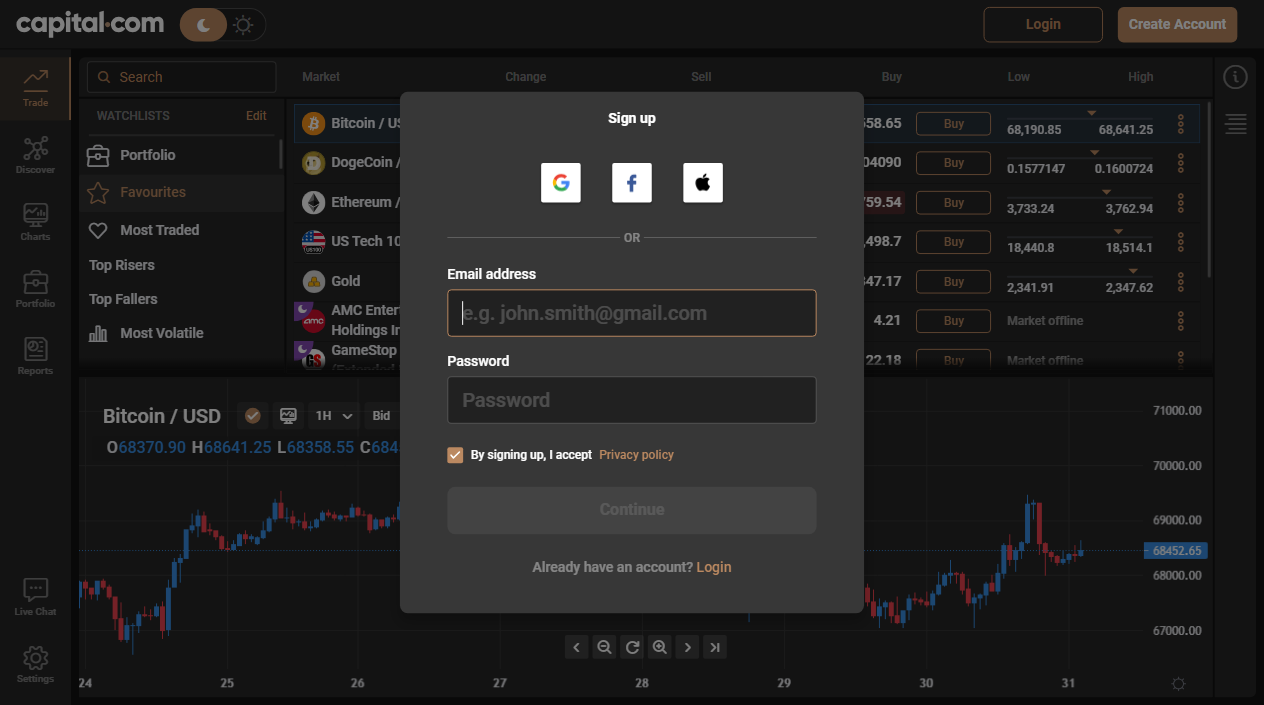 capital.com
Login
Create Account
Trade
Discover
Charts
Portfolio
Reports
Live Chat
Settings
Search
WATCHLISTS Edit
Portfolio
Favourites
Most Traded
Top Risers
Top Fallers
Most Volatile
Market Change Sell Buy Low High
Bitcoin / US 58.65 Buy 68,190.85 68,641.25
DogeCoin / 04090 Buy 0.1577147 0.1600724
Ethereum / 759.54 Buy 3,733.24 3,762.94
US Tech 10 ,498.7 Buy 18,440.8 18,514.1
Gold 347.17 Buy 2,341.91 2,347.62
AMC Enter
Holdings In 4.21 Buy Market offline
GameStop 22.18 Buy Market offline
(Extended
Sign up
OR
Email address
e.g. john.smith@gmail.com
Password
Password
By signing up, I accept Privacy policy
Continue
Already have an account? Login
Bitcoin / USD 1H Bid
O68370.90 H68641.25 L68358.55 C684
71000.00
70000.00
69000.00
68452.65
68000.00
67000.00
24 25 26 27 28 29 30 31